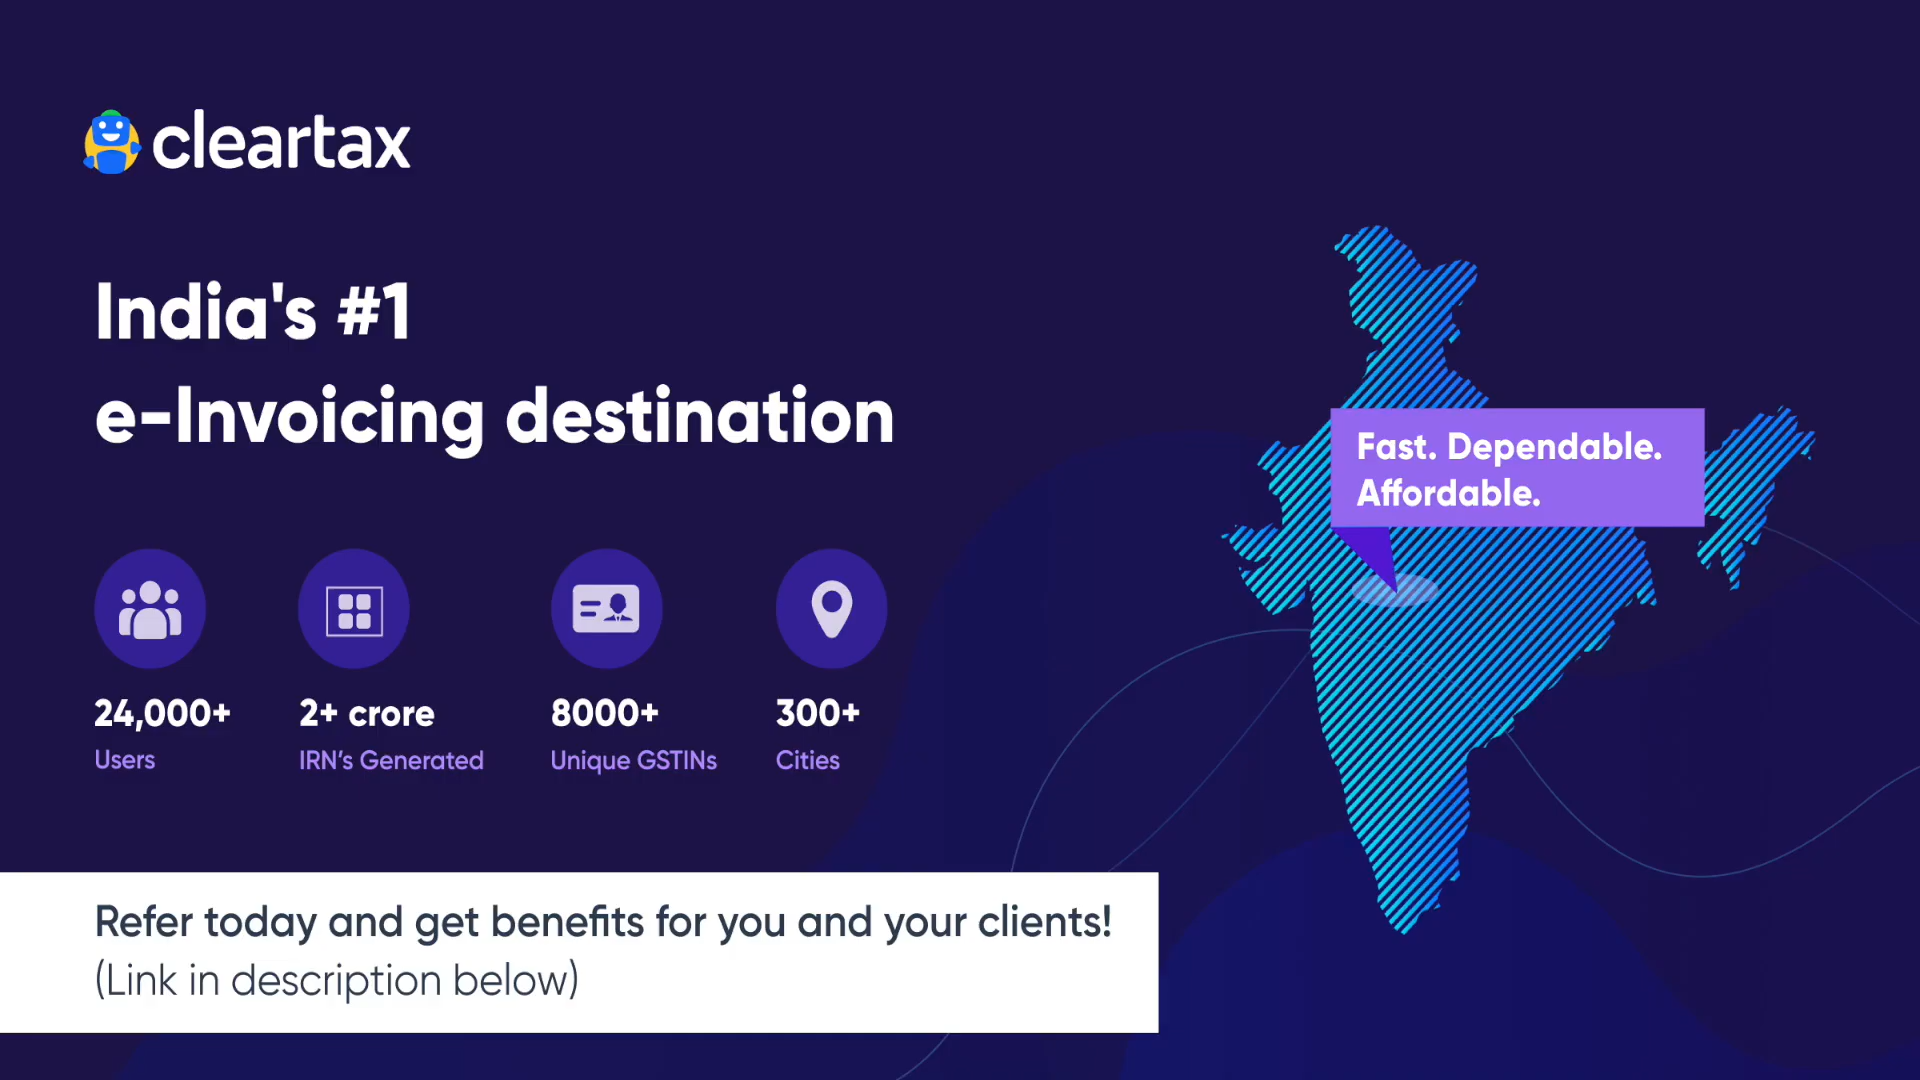 cleartax
India's #1
e-Invoicing destination
Fast. Dependable.
Affordable.
24,000+
Users
2+ crore
IRN’s Generated
8000+
Unique GSTINs
300+
Cities
Refer today and get benefits for you and your clients!
(Link in description below)